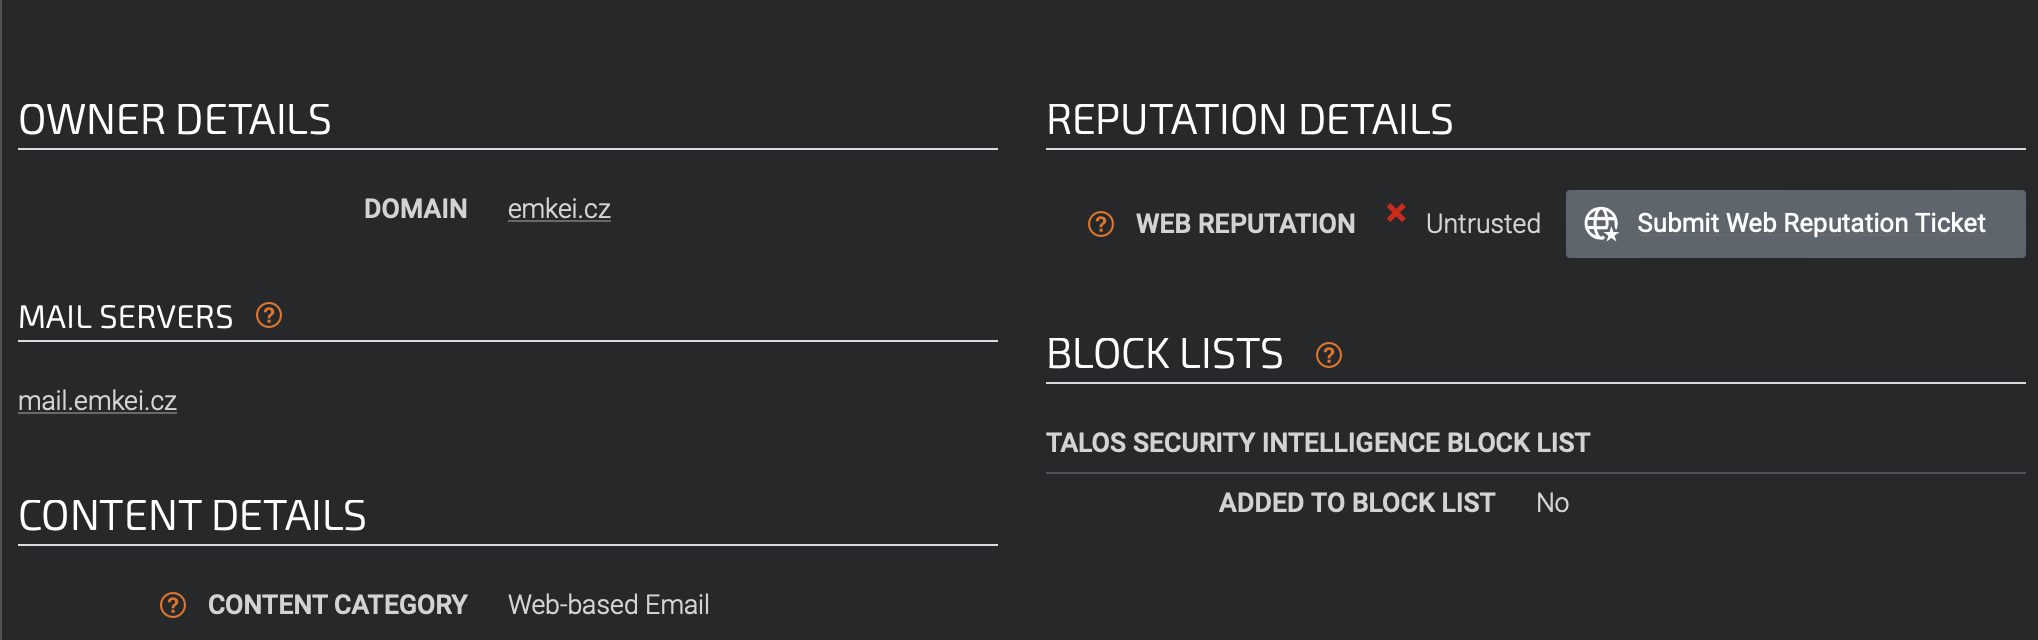 OWNER DETAILS
DOMAIN emkei.cz
MAIL SERVERS ?
mail.emkei.cz
CONTENT DETAILS
? CONTENT CATEGORY Web-based Email
REPUTATION DETAILS
? WEB REPUTATION Untrusted Submit Web Reputation Ticket
BLOCK LISTS ?
TALOS SECURITY INTELLIGENCE BLOCK LIST
ADDED TO BLOCK LIST No